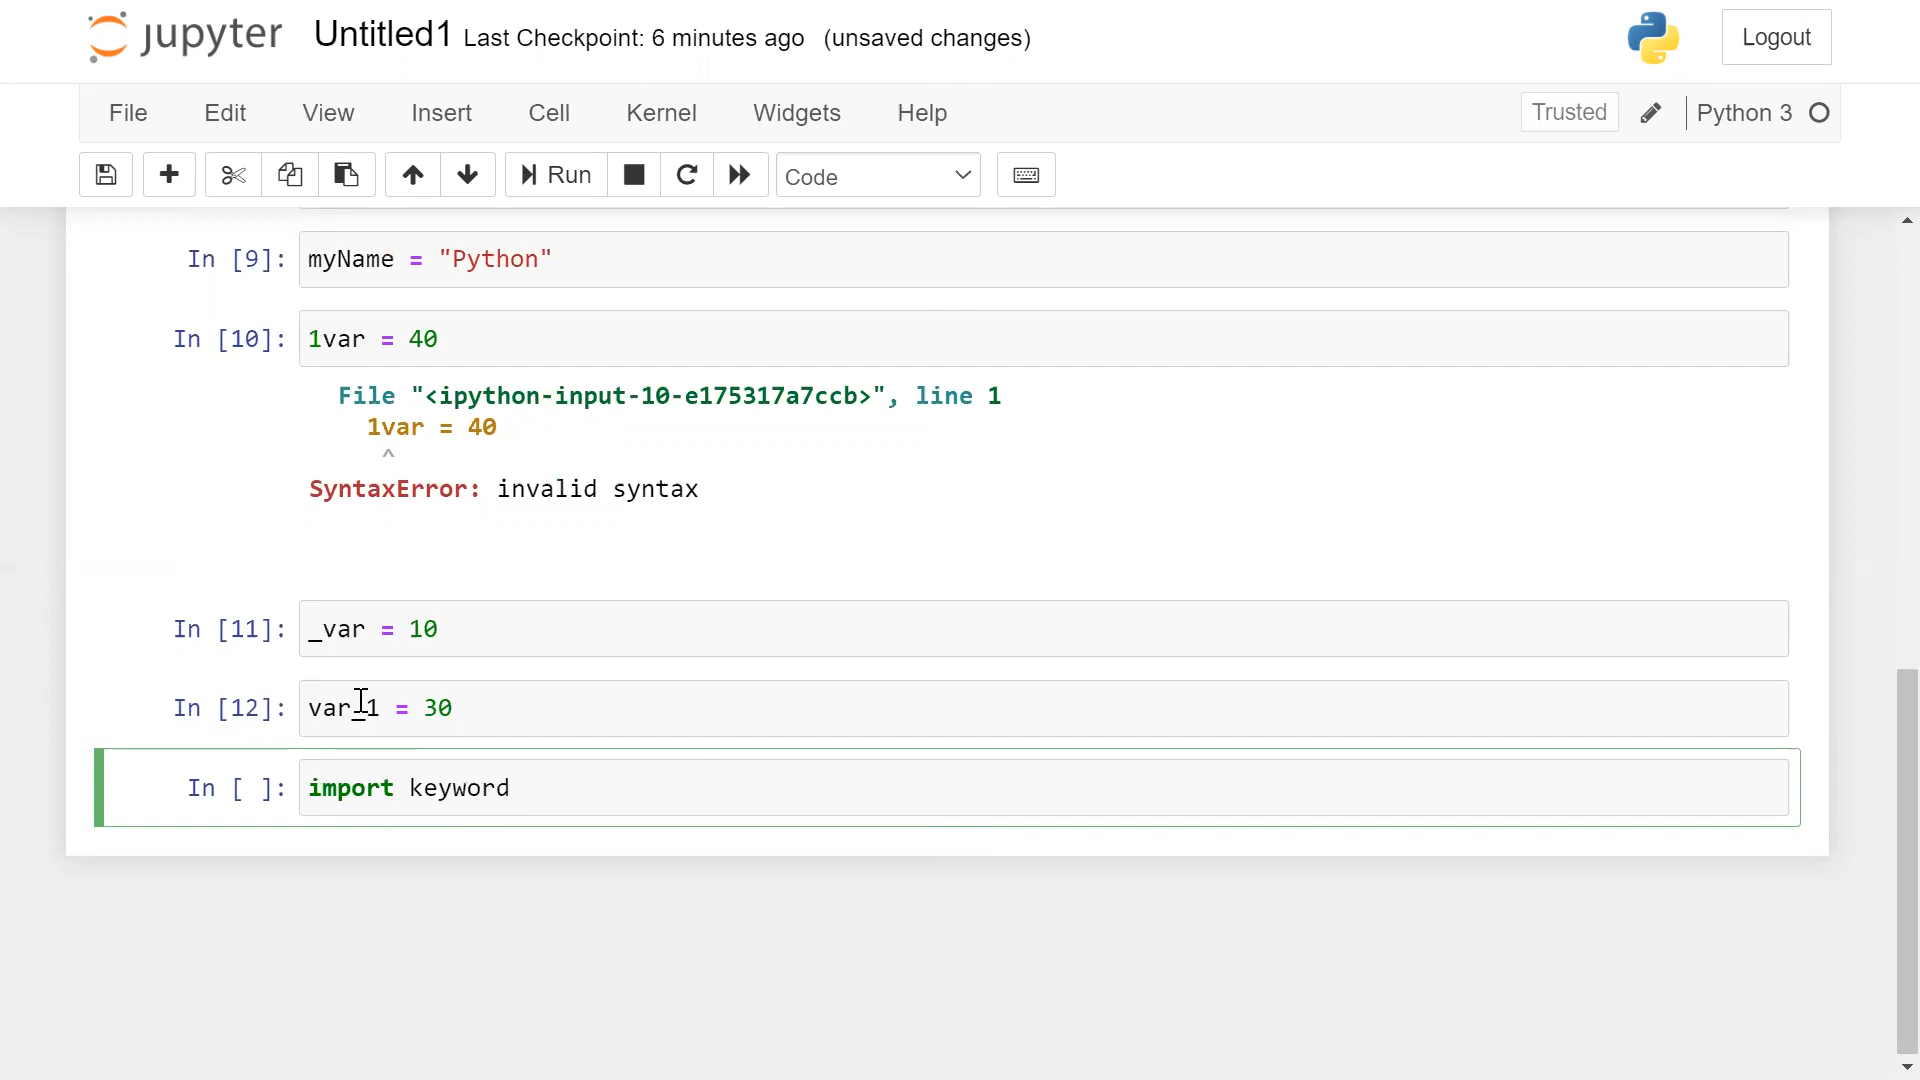 jupyter Untitled1 Last Checkpoint: 6 minutes ago (unsaved changes) Logout
File Edit View Insert Cell Kernel Widgets Help Trusted Python 3
Run Code
In [9]: myName = "Python"
In [10]: 1var = 40
File "<ipython-input-10-e175317a7ccb>", line 1
1var = 40
^
SyntaxError: invalid syntax
In [11]: _var = 10
In [12]: var_1 = 30
In [ ]: import keyword